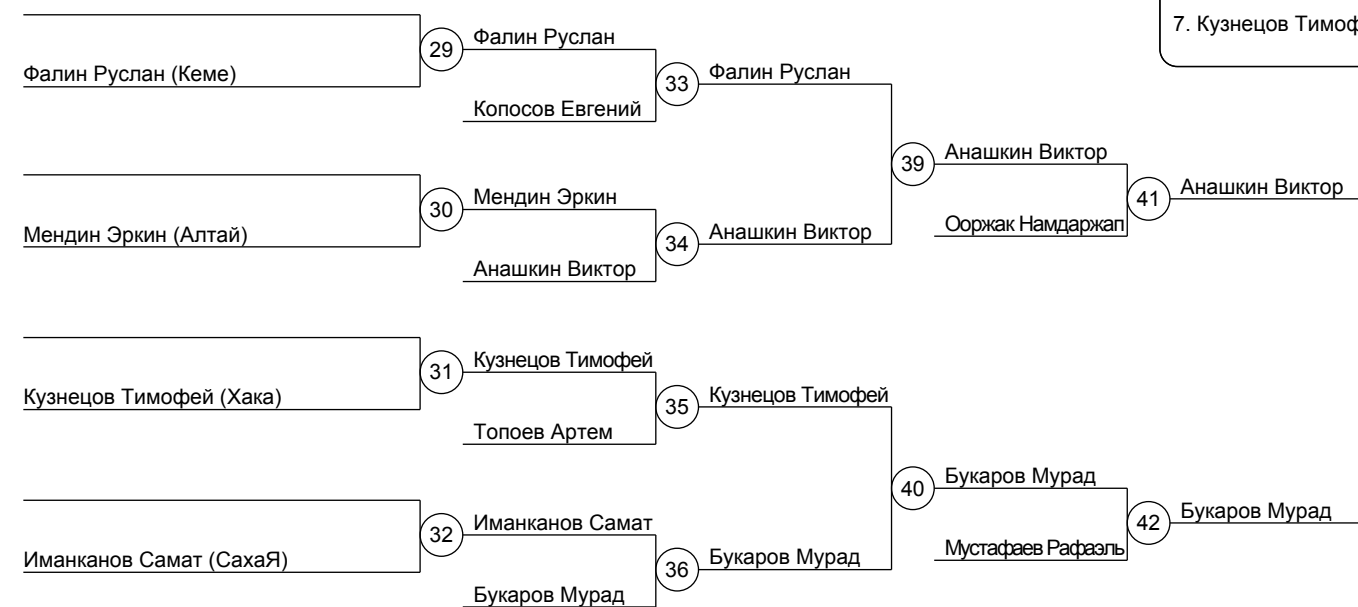 7. Кузнецов Тимоф
29
Фалин Руслан
Фалин Руслан (Кеме)
33
Фалин Руслан
Копосов Евгений
39
Анашкин Виктор
30
Мендин Эркин
41
Анашкин Виктор
Мендин Эркин (Алтай)
34
Анашкин Виктор
Ооржак Намдаржап
Анашкин Виктор
31
Кузнецов Тимофей
Кузнецов Тимофей (Хака)
35
Кузнецов Тимофей
Топоев Артем
40
Букаров Мурад
32
Иманканов Самат
42
Букаров Мурад
Иманканов Самат (СахаЯ)
36
Букаров Мурад
Мустафаев Рафаэль
Букаров Мурад